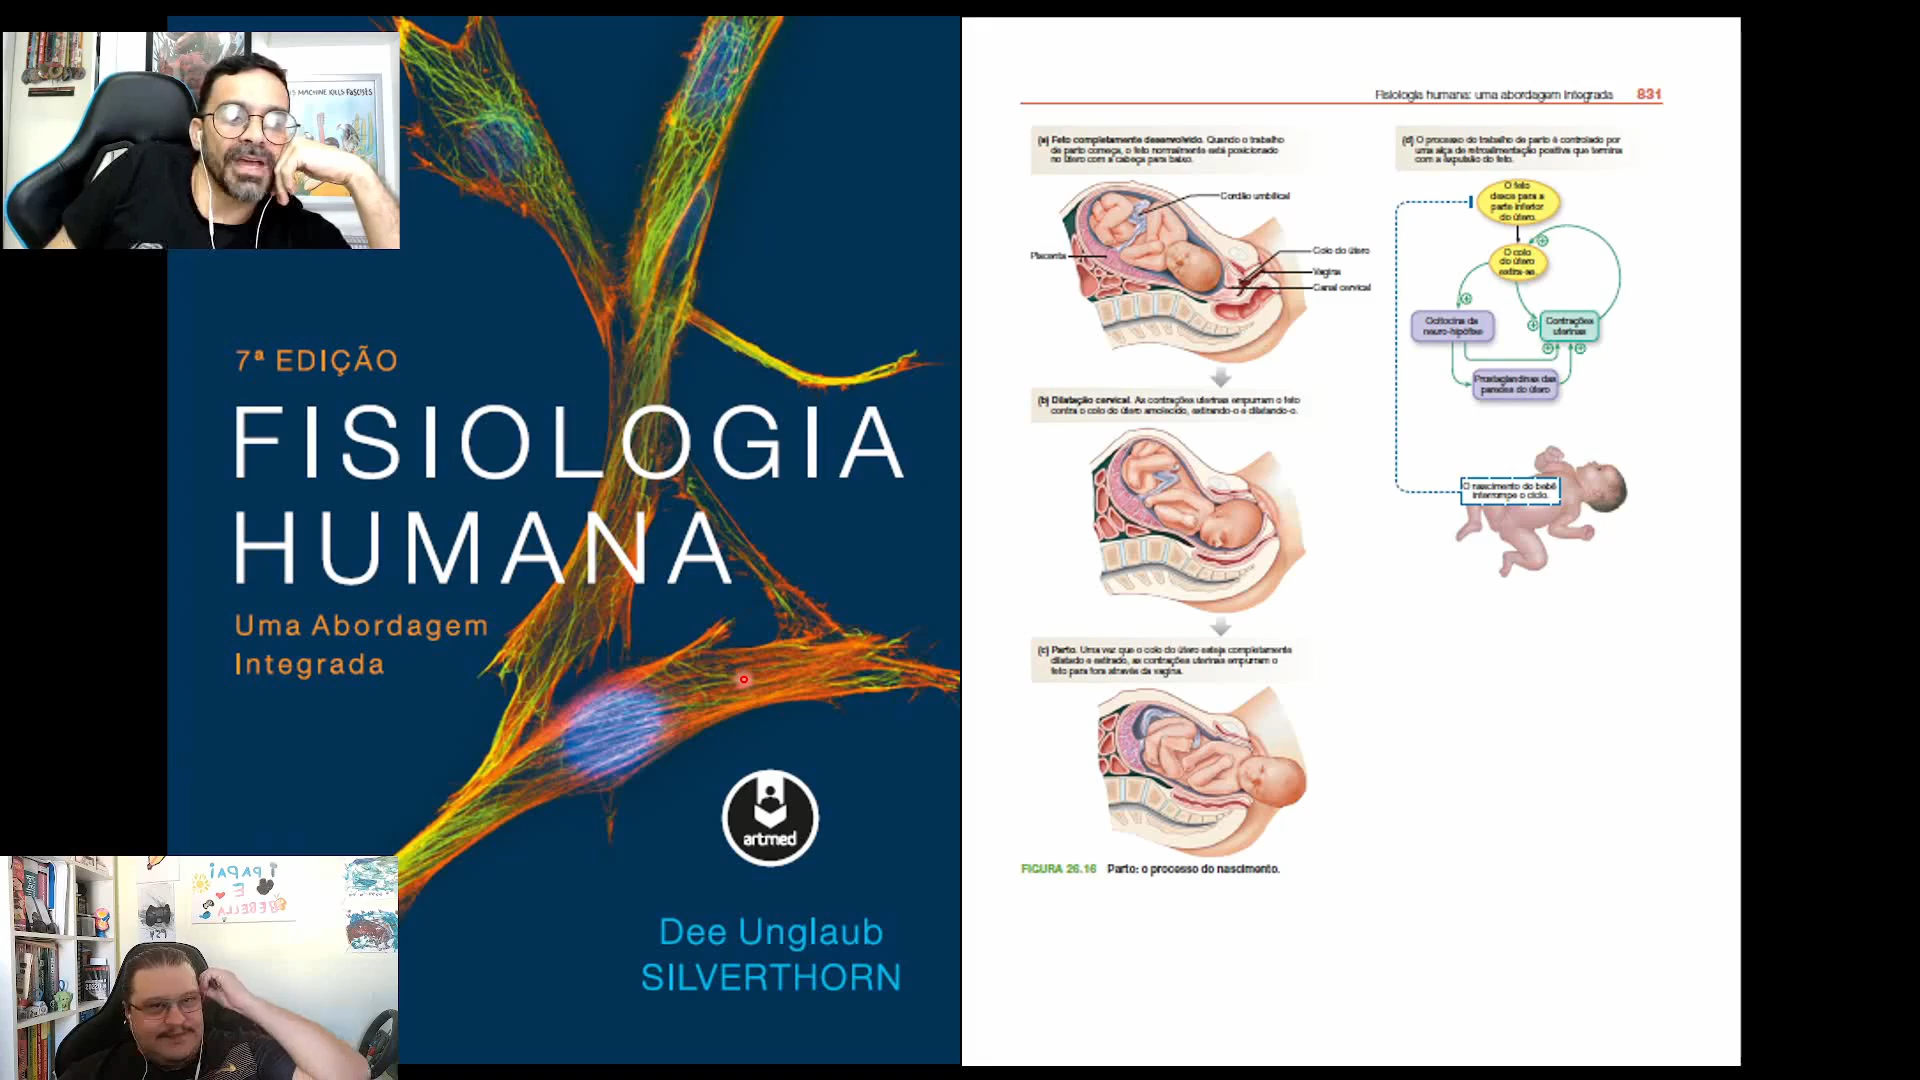 S MACHINE KILLS FASCISTS
7ª EDIÇÃO
FISIOLOGIA
HUMANA
Uma Abordagem
Integrada
artmed
Dee Unglaub
SILVERTHORN
PAPAI
E
Fisiologia humana: uma abordagem integrada 831
(a) Feto completamente desenvolvido. Quando o trabalho
de parto começa, o feto normalmente está posicionado
no útero com a cabeça para baixo.
Cordão umbilical
Placenta
Colo do útero
Vagina
Canal cervical
(b) Dilatação cervical. As contrações uterinas empurram o feto
contra o colo do útero amolecido, estirando-o e dilatando-o.
(c) Parto. Uma vez que o colo do útero esteja completamente
dilatado e estirado, as contrações uterinas empurram o
feto para fora através da vagina.
FIGURA 26.16 Parto: o processo do nascimento.
(d) O processo do trabalho de parto é controlado por
uma alça de retroalimentação positiva que termina
com a expulsão do feto.
O feto
desce para a
parte inferior
do útero.
O colo
do útero
estira-se.
Ocitocina da
neuro-hipófise
Contrações
uterinas
Prostaglandinas das
paredes do útero
O nascimento do bebê
interrompe o ciclo.